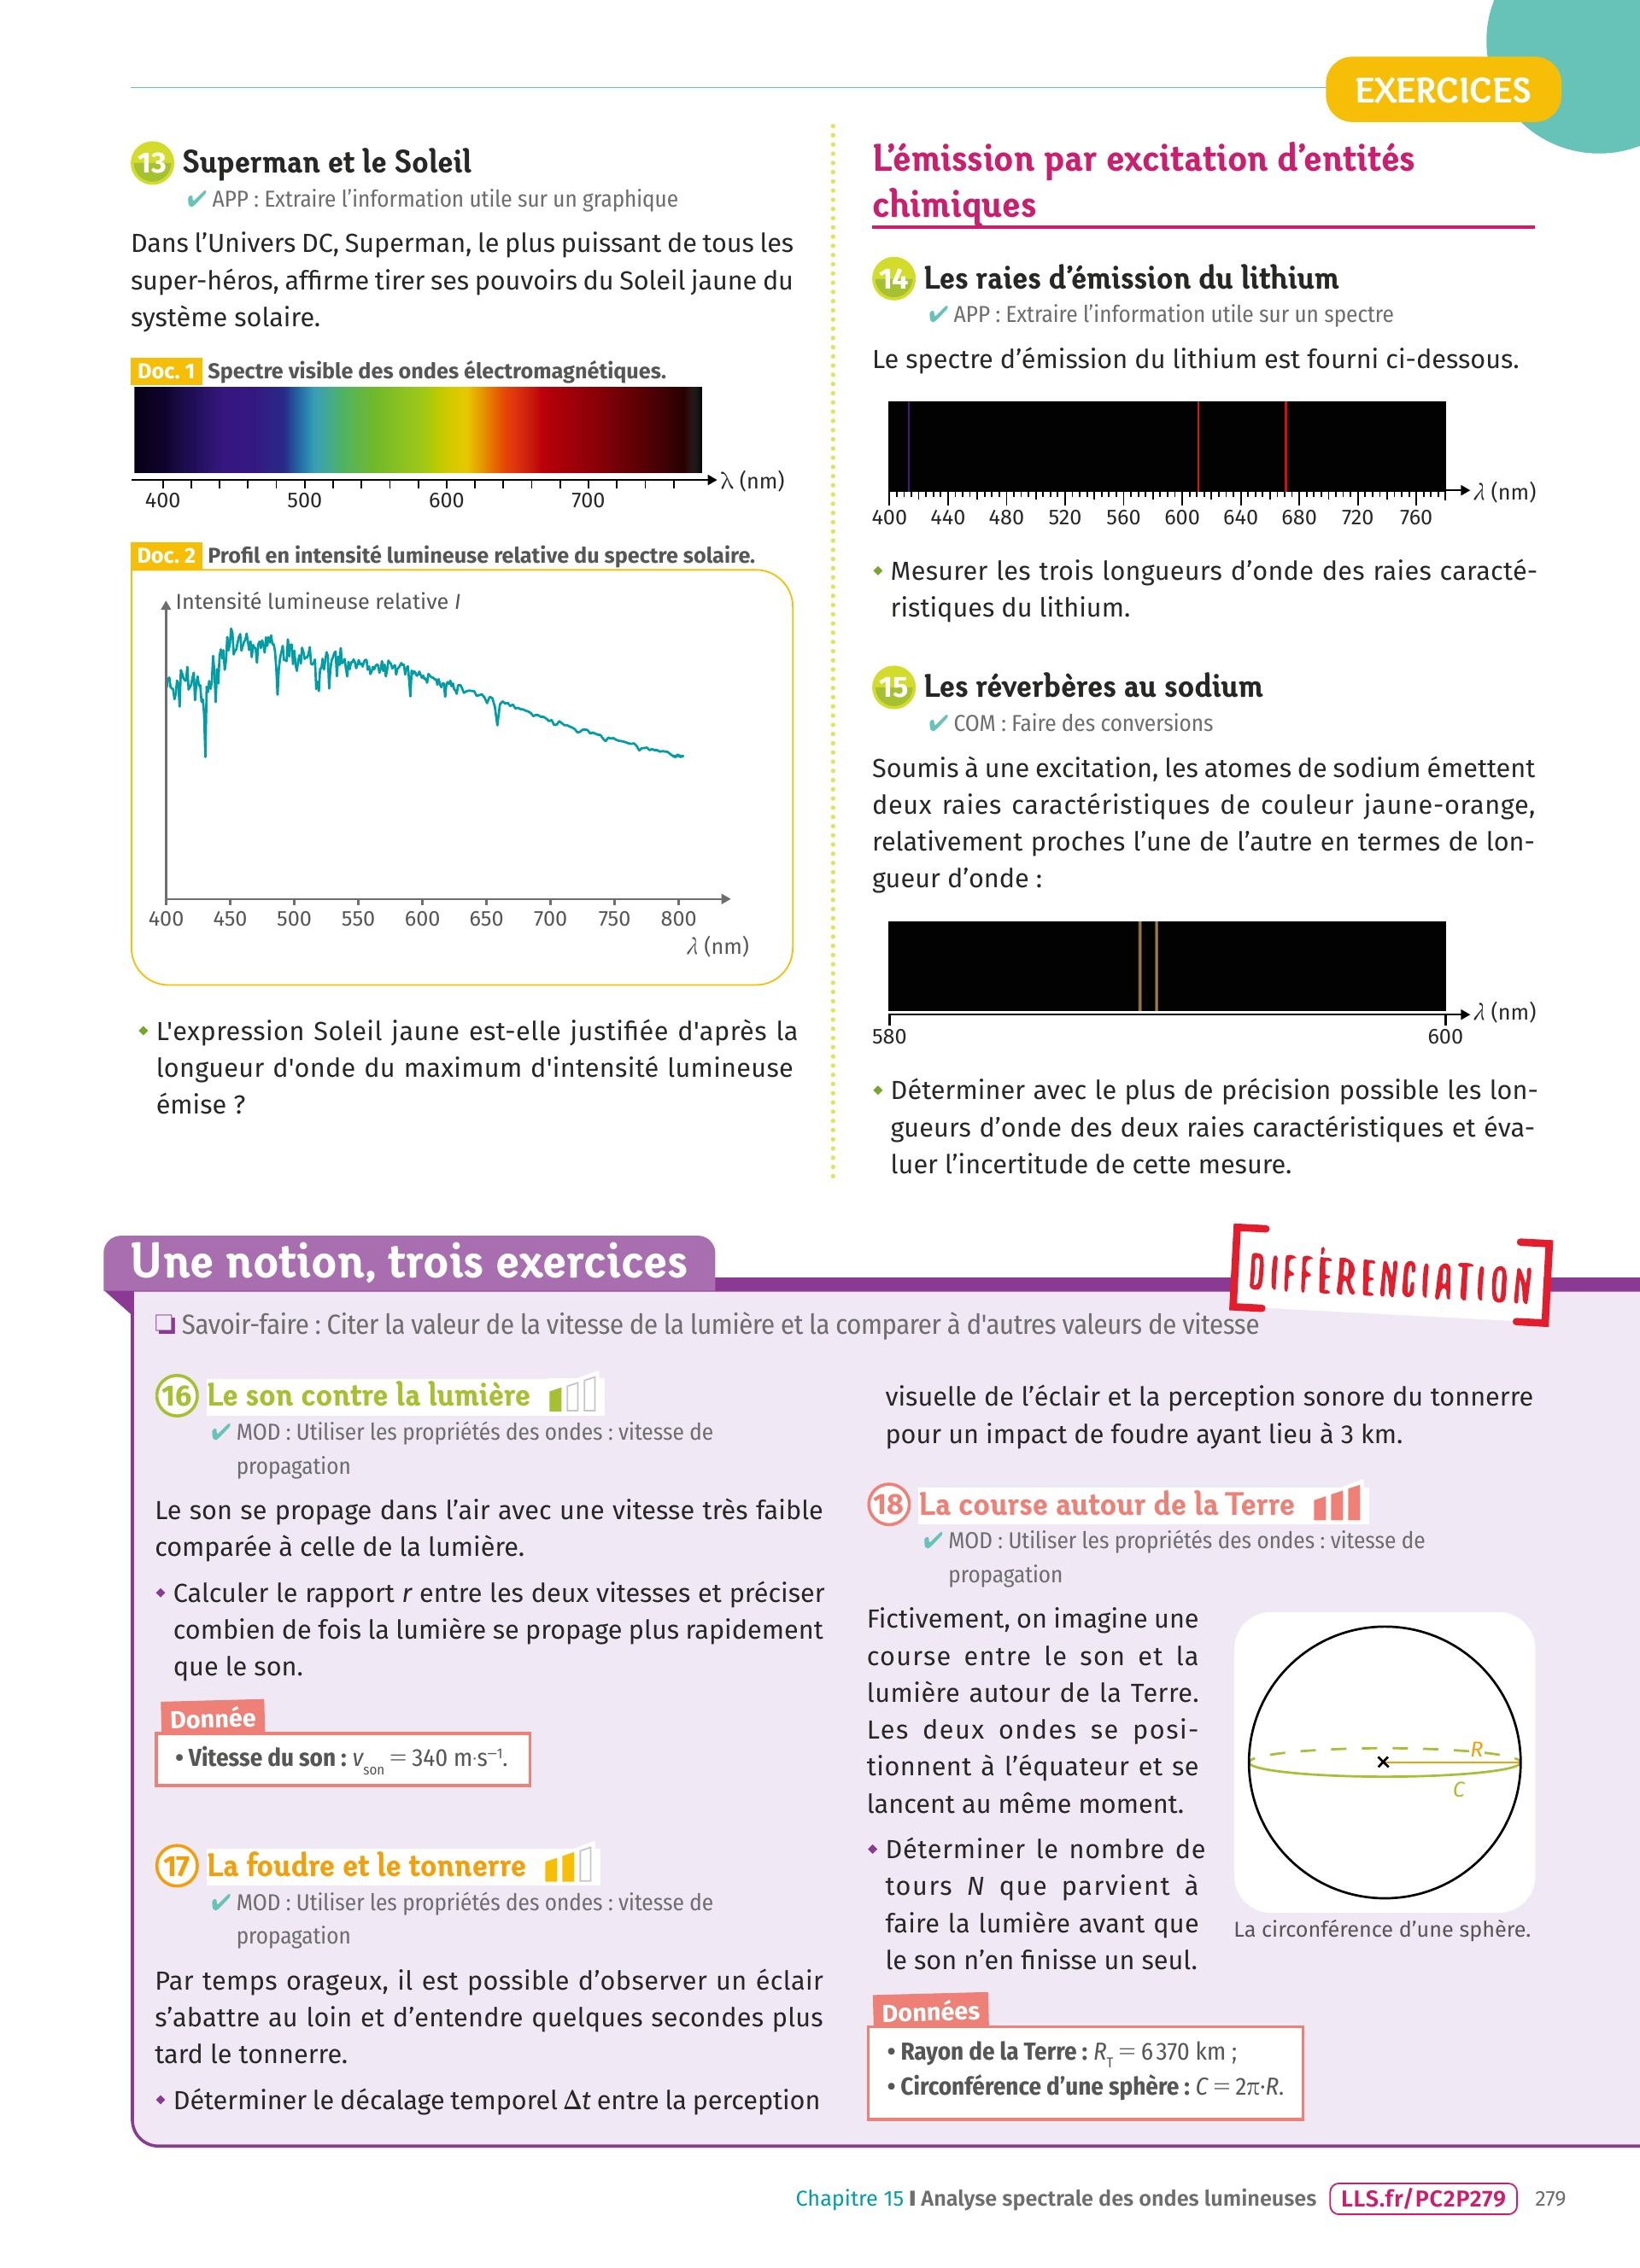 EXERCICES
13 Superman et le Soleil
✔ APP : Extraire l’information utile sur un graphique
Dans l’Univers DC, Superman, le plus puissant de tous les
super-héros, affirme tirer ses pouvoirs du Soleil jaune du
système solaire.
Doc. 1 Spectre visible des ondes électromagnétiques.
λ (nm)
400 500 600 700
Doc. 2 Profil en intensité lumineuse relative du spectre solaire.
Intensité lumineuse relative I
400 450 500 550 600 650 700 750 800
λ (nm)
L'expression Soleil jaune est-elle justifiée d'après la
longueur d'onde du maximum d'intensité lumineuse
émise ?
L’émission par excitation d’entités
chimiques
14 Les raies d’émission du lithium
✔ APP : Extraire l’information utile sur un spectre
Le spectre d’émission du lithium est fourni ci-dessous.
λ (nm)
400 440 480 520 560 600 640 680 720 760
Mesurer les trois longueurs d’onde des raies caracté-
ristiques du lithium.
15 Les réverbères au sodium
✔ COM : Faire des conversions
Soumis à une excitation, les atomes de sodium émettent
deux raies caractéristiques de couleur jaune-orange,
relativement proches l’une de l’autre en termes de lon-
gueur d’onde :
λ (nm)
580 600
Déterminer avec le plus de précision possible les lon-
gueurs d’onde des deux raies caractéristiques et éva-
luer l’incertitude de cette mesure.
Une notion, trois exercices
DIFFÉRENCIATION
❏ Savoir-faire : Citer la valeur de la vitesse de la lumière et la comparer à d'autres valeurs de vitesse
16 Le son contre la lumière
✔ MOD : Utiliser les propriétés des ondes : vitesse de
propagation
Le son se propage dans l’air avec une vitesse très faible
comparée à celle de la lumière.
Calculer le rapport r entre les deux vitesses et préciser
combien de fois la lumière se propage plus rapidement
que le son.
Donnée
• Vitesse du son : v_son = 340 m·s⁻¹.
17 La foudre et le tonnerre
✔ MOD : Utiliser les propriétés des ondes : vitesse de
propagation
Par temps orageux, il est possible d’observer un éclair
s’abattre au loin et d’entendre quelques secondes plus
tard le tonnerre.
Déterminer le décalage temporel Δt entre la perception
visuelle de l’éclair et la perception sonore du tonnerre
pour un impact de foudre ayant lieu à 3 km.
18 La course autour de la Terre
✔ MOD : Utiliser les propriétés des ondes : vitesse de
propagation
Fictivement, on imagine une
course entre le son et la
lumière autour de la Terre.
Les deux ondes se posi-
tionnent à l’équateur et se
lancent au même moment.
Déterminer le nombre de
tours N que parvient à
faire la lumière avant que
le son n’en finisse un seul.
R
C
La circonférence d’une sphère.
Données
• Rayon de la Terre : R_T = 6 370 km ;
• Circonférence d’une sphère : C = 2π·R.
Chapitre 15 I Analyse spectrale des ondes lumineuses LLS.fr/PC2P279 279